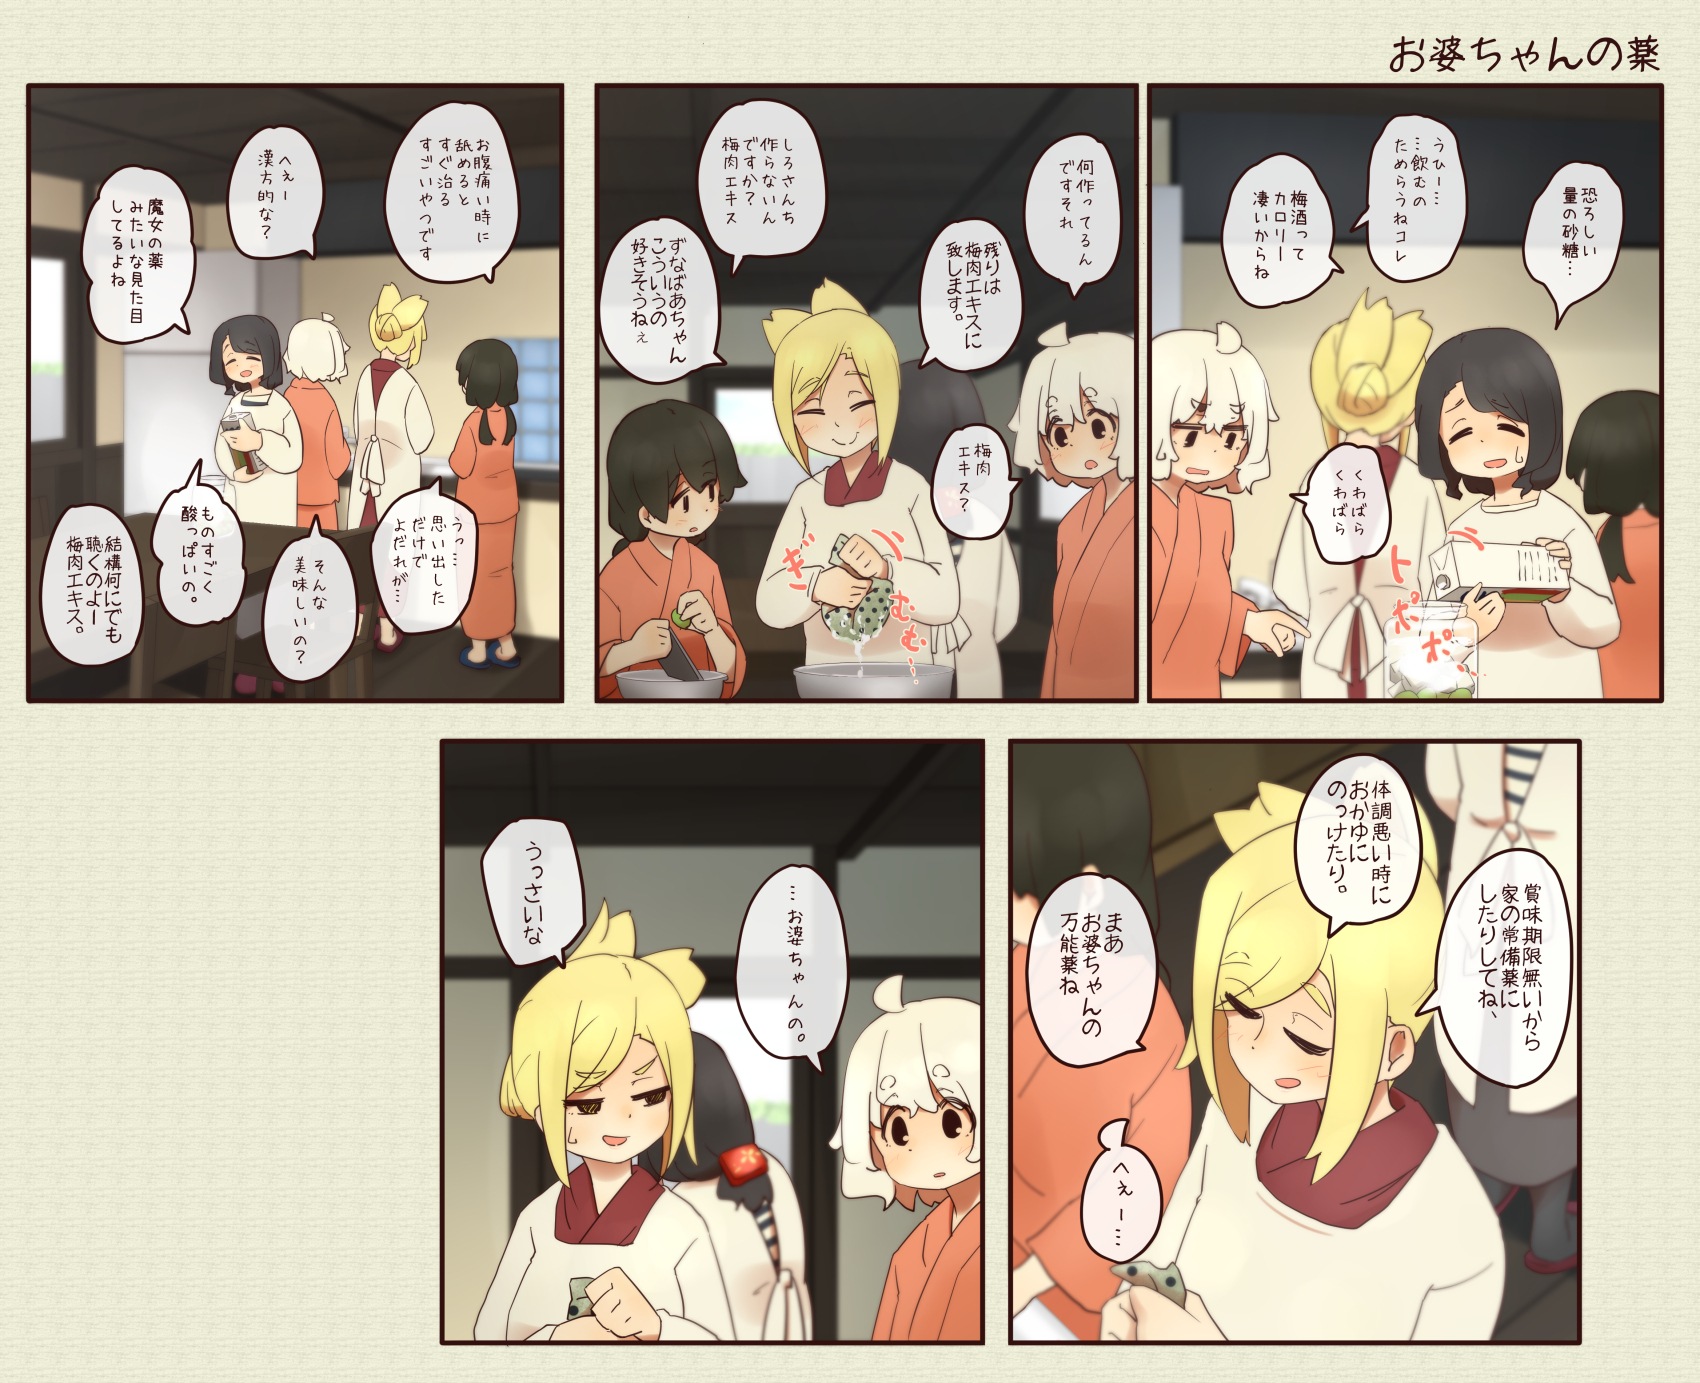 お婆ちゃんの薬
恐ろしい
量の砂糖…
うひー…
…飲むの
ためらうねコレ
梅酒って
カロリー
凄いからね
くわばら
くわばら
トポポ…
何作ってるん
ですそれ
残りは
梅肉エキスに
致します。
梅肉
エキス?
しろさんち
作らないん
ですか?
梅肉エキス
ずなばあちゃん
こういうの
好きそうねぇ
ぎむむ…
お腹痛い時に
舐めると
すぐ治る
すごいやつです
へぇー
漢方的な?
魔女の薬
みたいな見た目
してるよね
うっ…
思い出した
だけで
よだれが…
そんな
美味しいの?
ものすごく
酸っぱいの。
結構何にでも
聴くのよー
梅肉エキス。
賞味期限無いから
家の常備薬に
したりしてね、
体調悪い時に
おかゆに
のっけたり。
まあ
お婆ちゃんの
万能薬ね
へぇー…
…お婆ちゃんの。
うっさいな